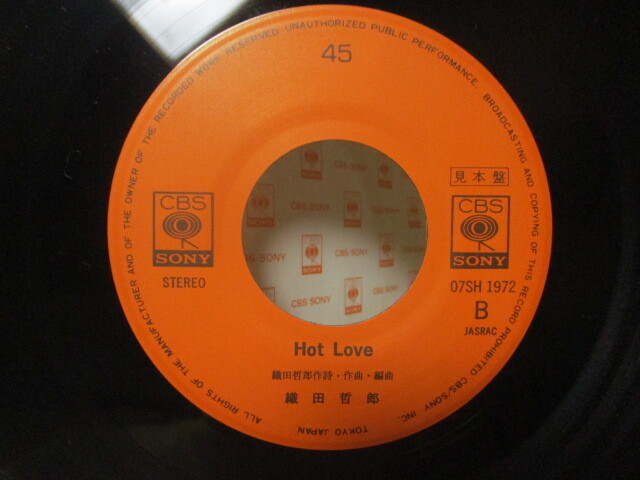 45
ALL RIGHTS OF THE MANUFACTURER AND OF THE OWNER OF THE RECORDED WORK RESERVED UNAUTHORIZED PUBLIC PERFORMANCE, BROADCASTING AND COPYING OF THIS RECORD PROHIBITED CBS/SONY INC.
TOKYO JAPAN
見本盤
CBS
SONY
STEREO
CBS
SONY
07SH 1972
B
JASRAC
CBS SONY
CBS SONY
Hot Love
織田哲郎作詩・作曲・編曲
織田哲郎